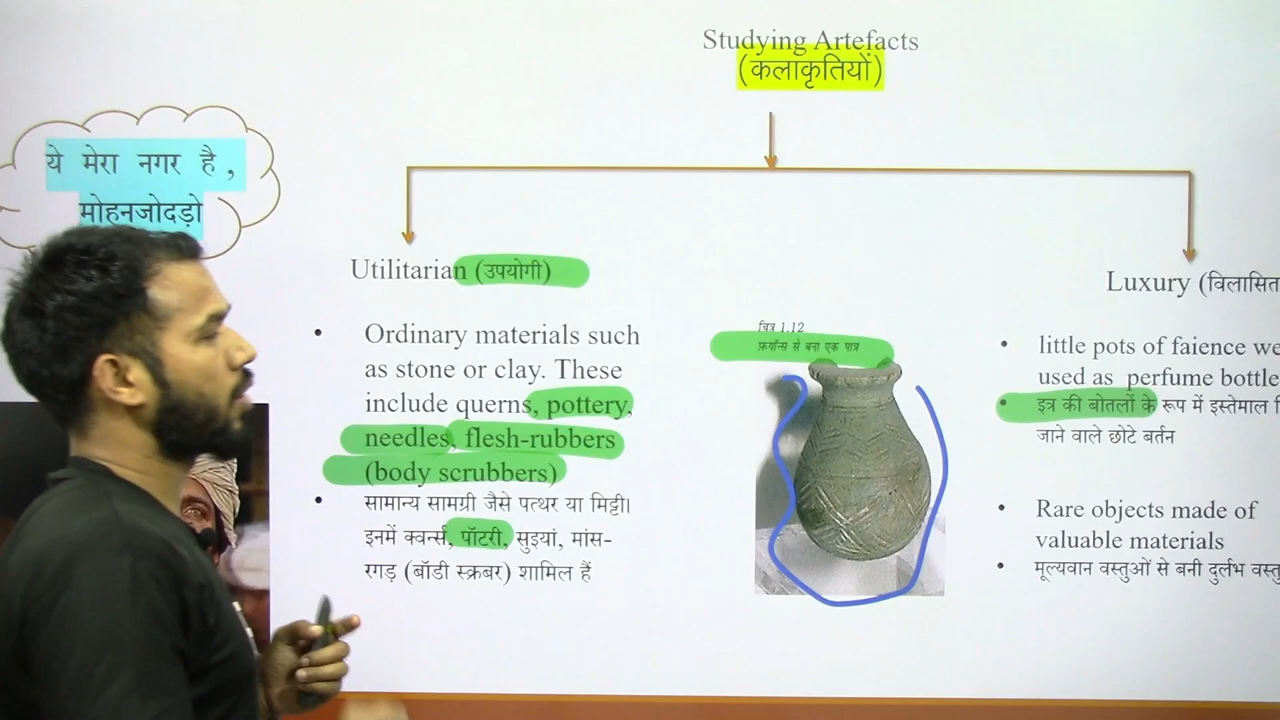 Studying Artefacts
(कलाकृतियों)
ये मेरा नगर है ,
मोहनजोदड़ो
Utilitarian (उपयोगी)
Ordinary materials such
as stone or clay. These
include querns, pottery,
needles, flesh-rubbers
(body scrubbers)
सामान्य सामग्री जैसे पत्थर या मिट्टी।
इनमें क्वर्न्स, पॉटरी, सुइयां, मांस-
रगड़ (बॉडी स्क्रबर) शामिल हैं
चित्र 1.12
फ़यॉन्स से बना एक पात्र
Luxury (विलासित
little pots of faience we
used as perfume bottle
इत्र की बोतलों के रूप में इस्तेमाल
जाने वाले छोटे बर्तन
Rare objects made of
valuable materials
मूल्यवान वस्तुओं से बनी दुर्लभ वस्तु